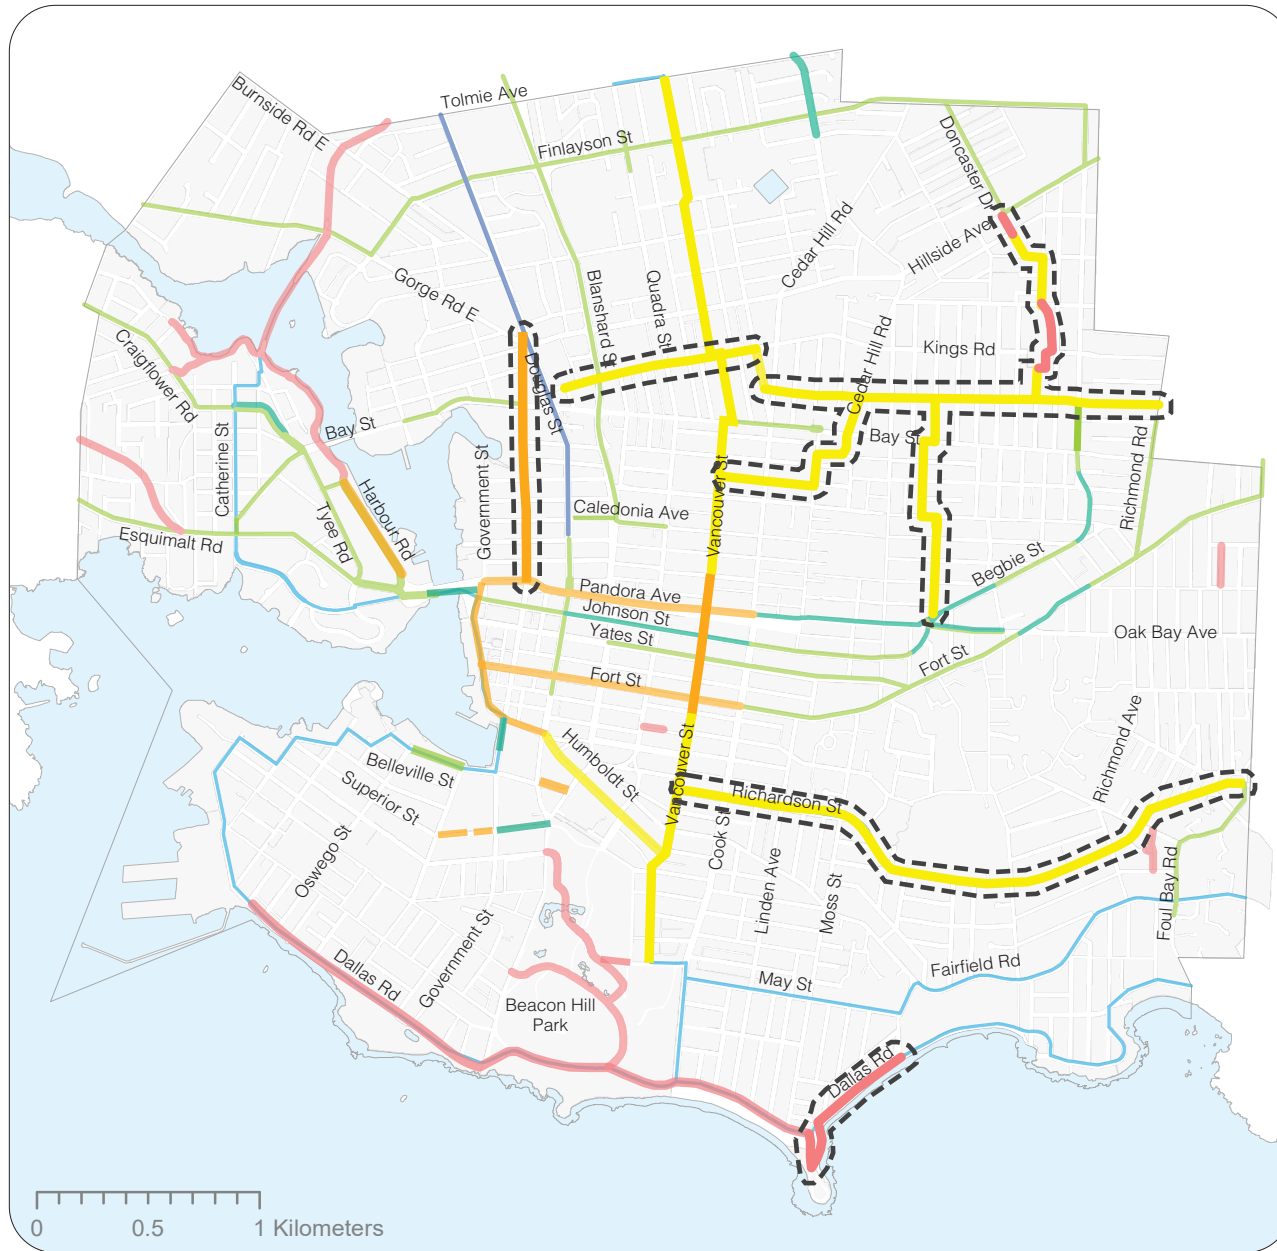 Burnside Rd E
Tolmie Ave
Finlayson St
Doncaster Dr
Hillside Ave
Cedar Hill Rd
Gorge Rd E
Blanshard St
Quadra St
Kings Rd
Cedar Hill Rd
Craigflower Rd
Douglas St
Bay St
Bay St
Catherine St
Harbour Rd
Government St
Vancouver St
Richmond Rd
Caledonia Ave
Tyee Rd
Esquimalt Rd
Begbie St
Pandora Ave
Johnson St
Yates St
Oak Bay Ave
Fort St
Fort St
Humboldt St
Vancouver St
Richmond Ave
Belleville St
Superior St
Richardson St
Oswego St
Cook St
Linden Ave
Moss St
Foul Bay Rd
Government St
Dallas Rd
Fairfield Rd
May St
Beacon Hill
Park
Dallas Rd
0 0.5 1 Kilometers